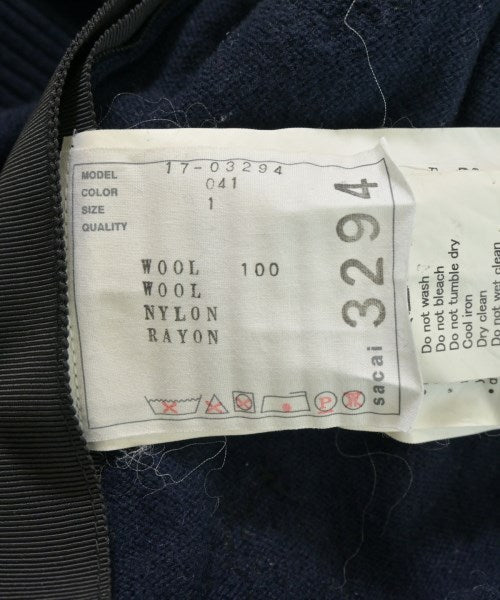 MODEL 17-03294
COLOR 041
SIZE 1
QUALITY
WOOL 100
WOOL
NYLON
RAYON
P
sacai 3294
Do not wash
Do not bleach
Do not tumble dry
Cool iron
Dry clean
Do not wet clean